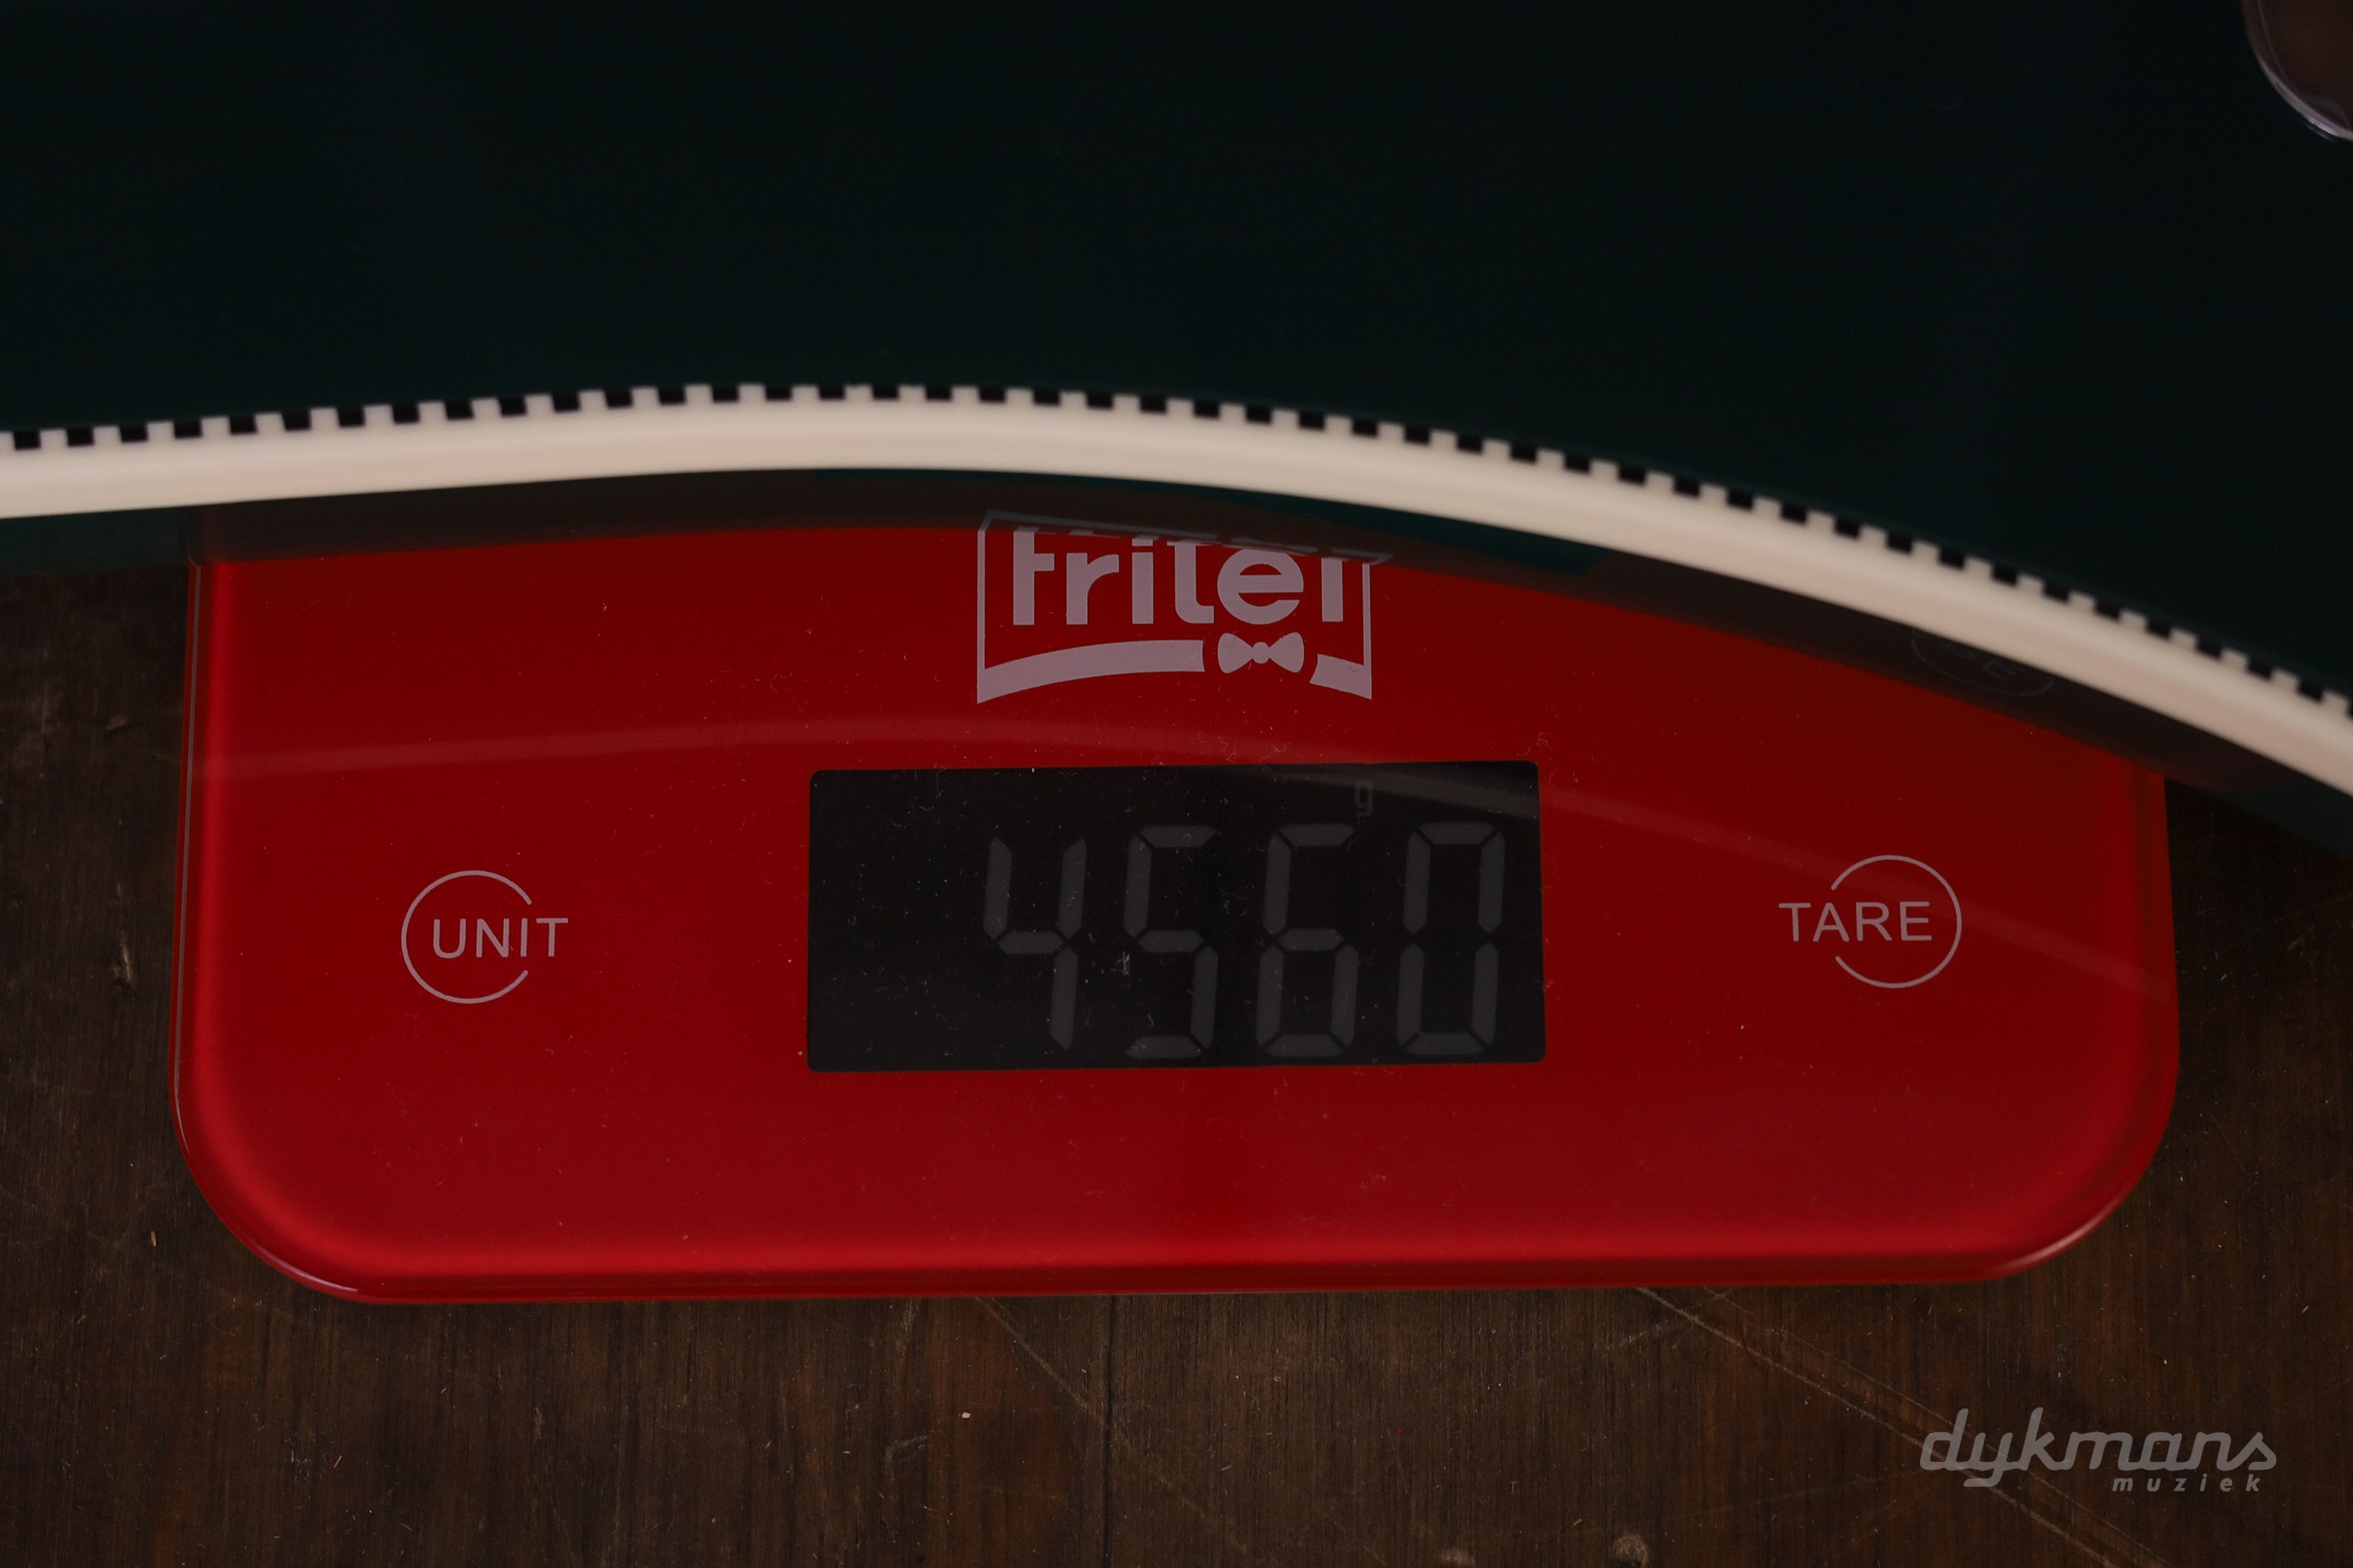 fritel
g
4560
UNIT
TARE
dykmans
muziek